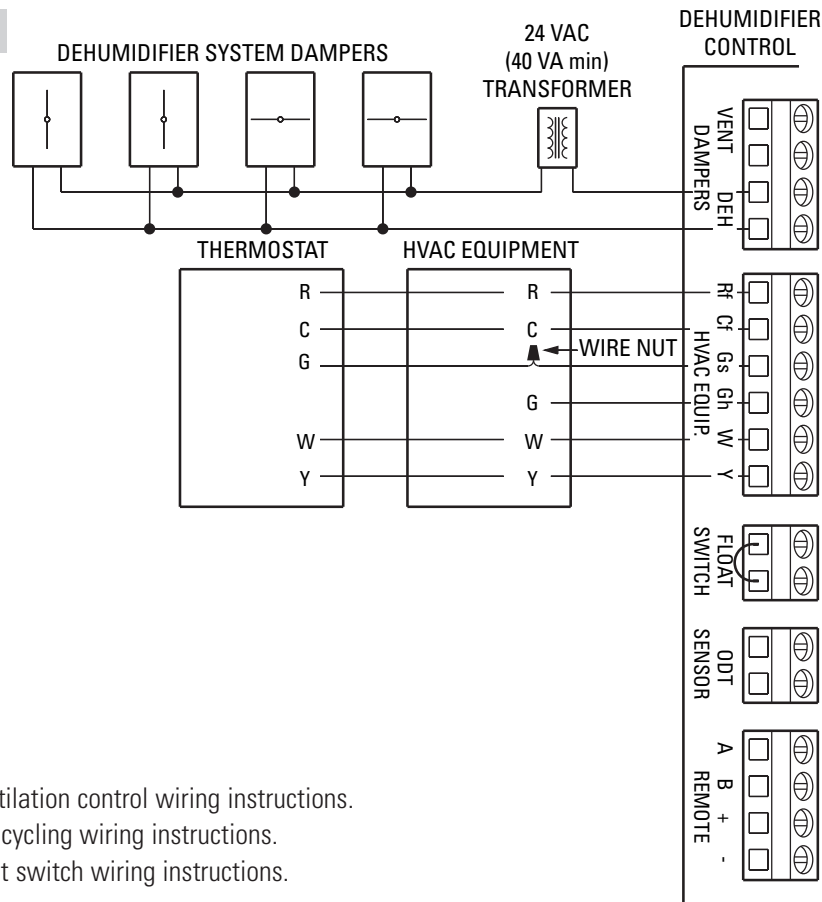 DEHUMIDIFIER
CONTROL
24 VAC
(40 VA min)
TRANSFORMER
DEHUMIDIFIER SYSTEM DAMPERS
VENT
DEH
DAMPERS
THERMOSTAT
HVAC EQUIPMENT
R
C
G
W
Y
R
C
WIRE NUT
G
W
Y
Rf
Cf
Gs
Gh
W
Y
HVAC EQUIP.
FLOAT
SWITCH
ODT
SENSOR
A
B
+
-
REMOTE
cycling wiring instructions.
switch wiring instructions.
control wiring instructions.